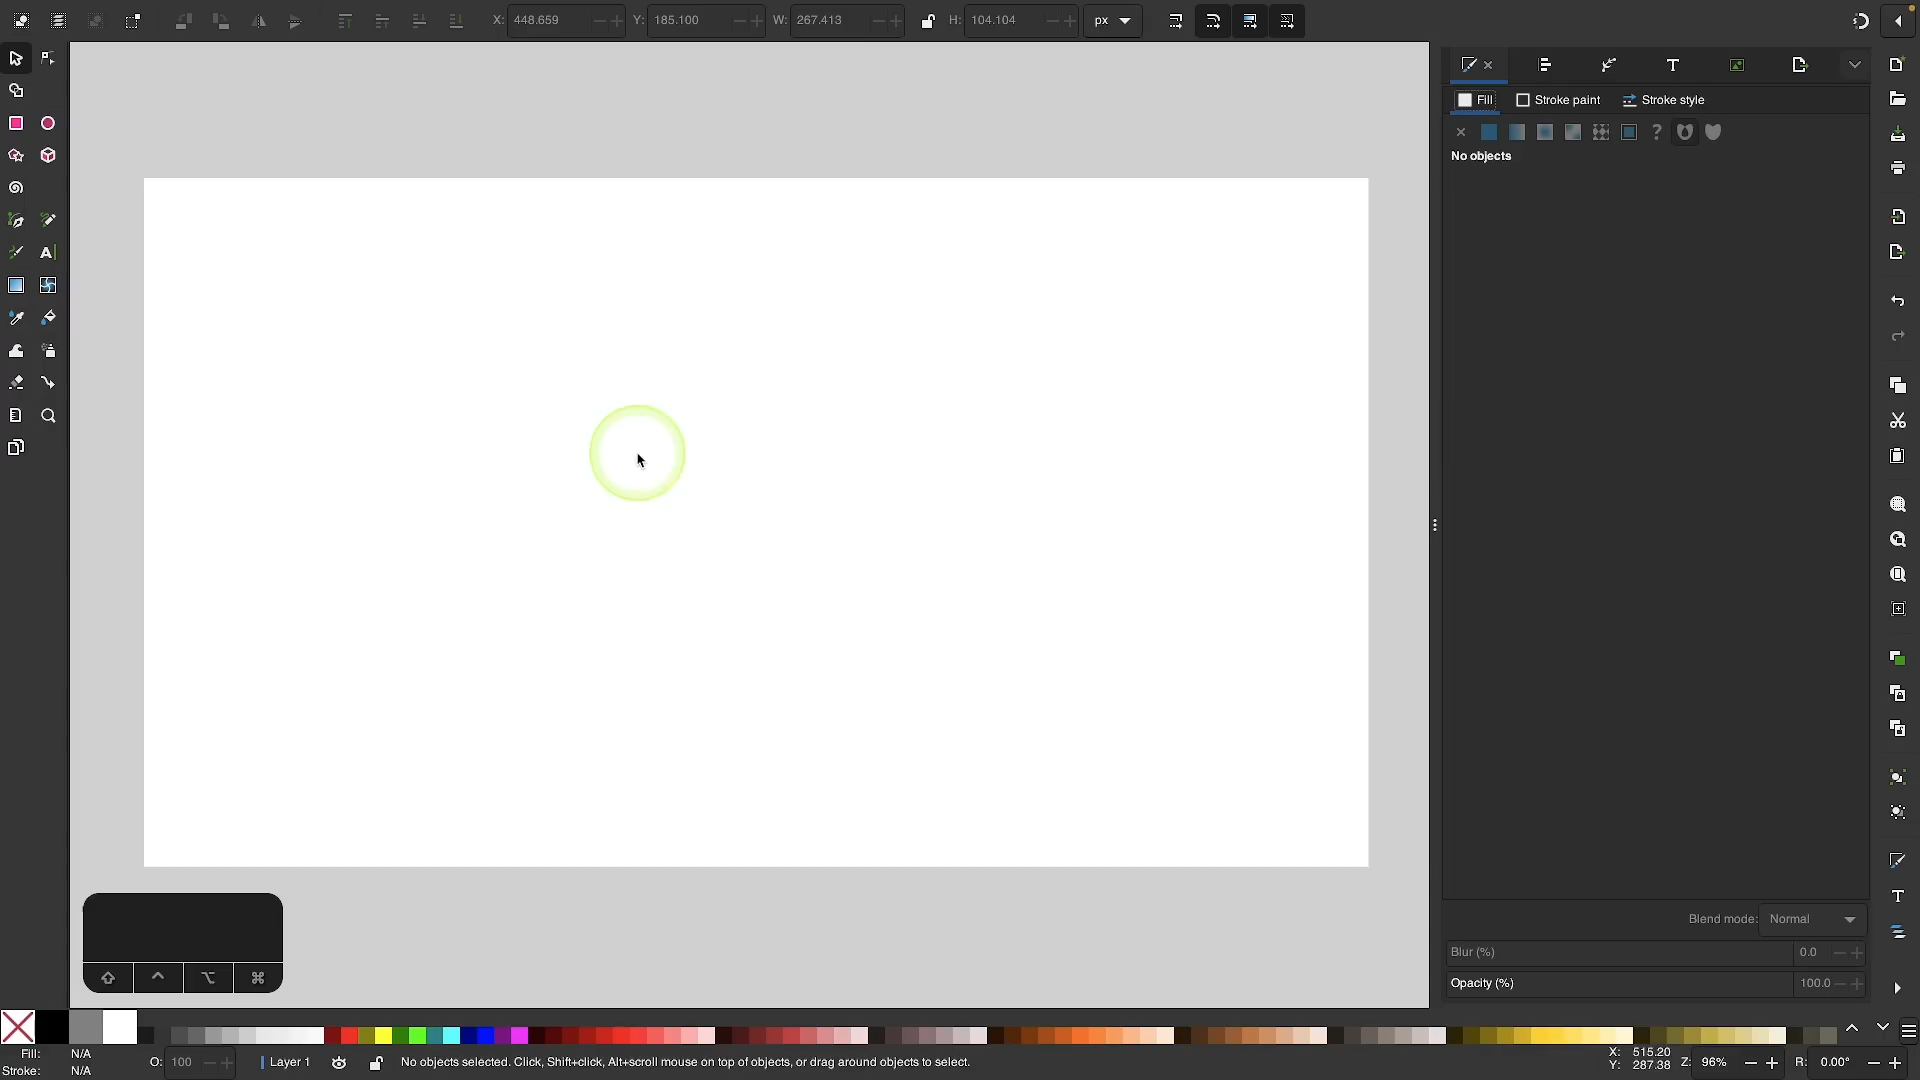 X: 448.659 Y: 185.100 W: 267.413 H: 104.104 px
Fill Stroke paint Stroke style
No objects
Blend mode: Normal
Blur (%) 0.0
Opacity (%) 100.0
Fill: N/A
Stroke: N/A
O: 100
Layer 1
No objects selected. Click, Shift+click, Alt+scroll mouse on top of objects, or drag around objects to select.
X: 515.20
Y: 287.38
Z: 96%
R: 0.00°